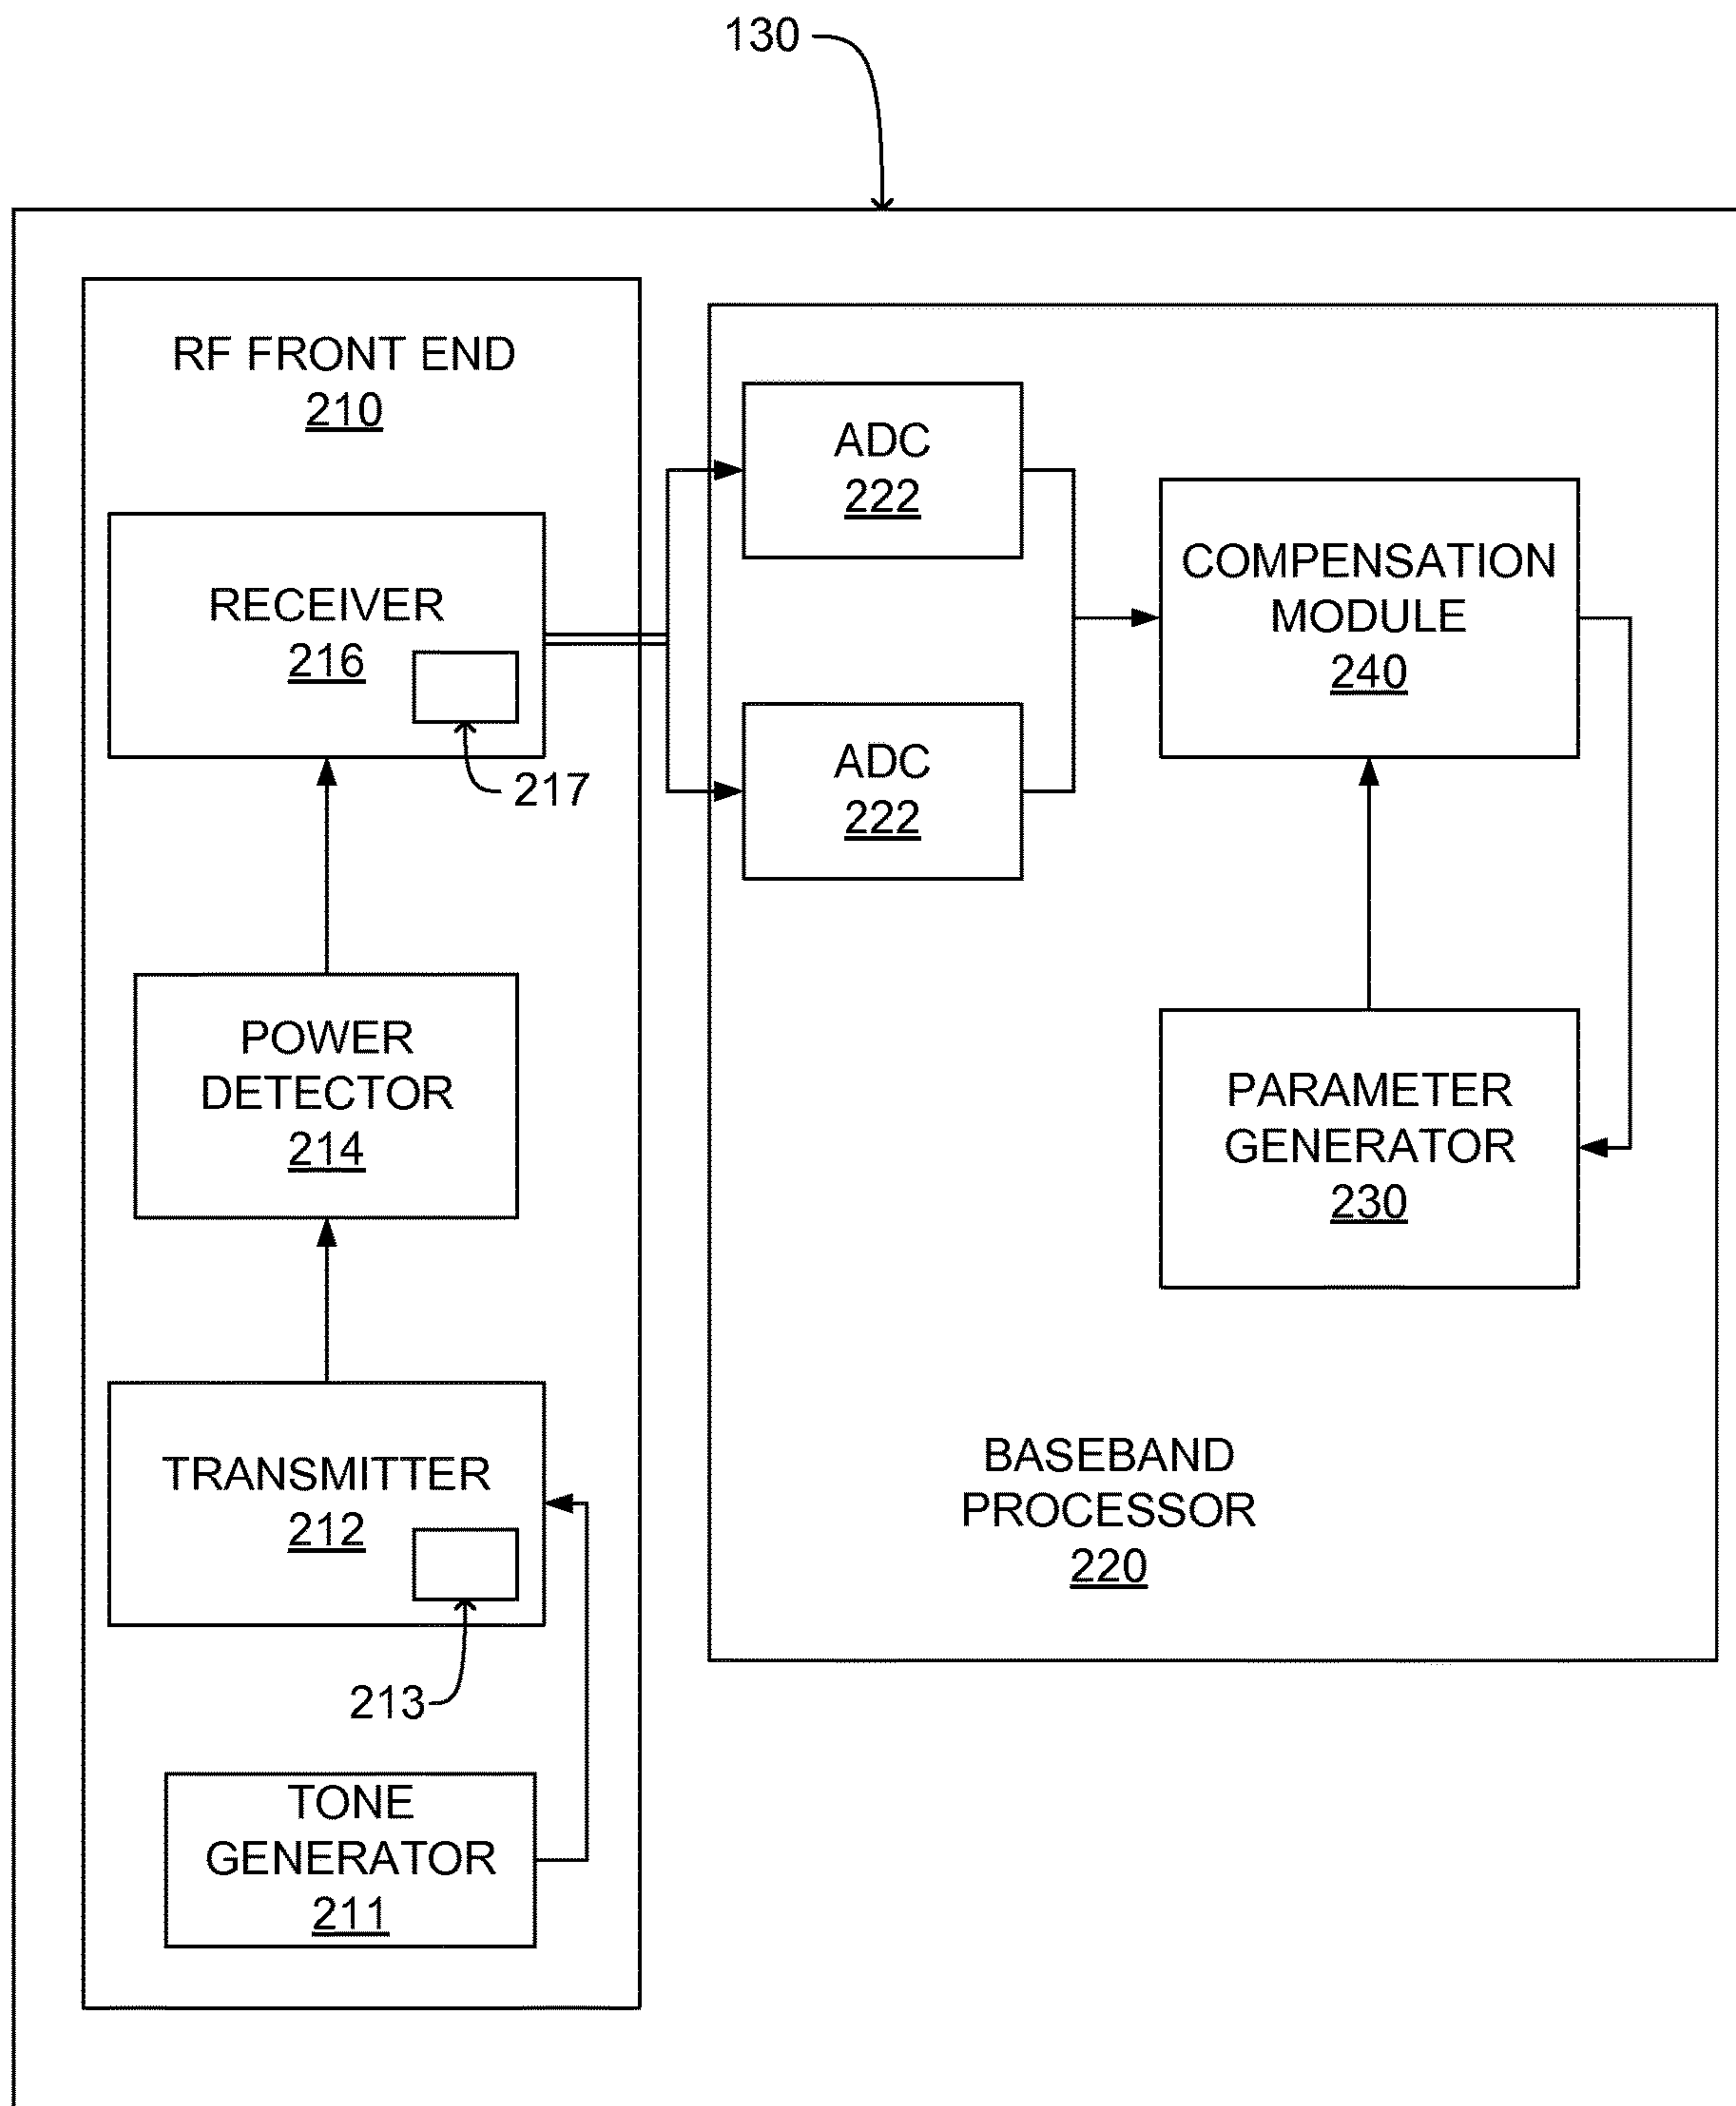 130
RF FRONT END
210
RECEIVER
216
217
POWER
DETECTOR
214
TRANSMITTER
212
213
TONE
GENERATOR
211
ADC
222
ADC
222
COMPENSATION
MODULE
240
PARAMETER
GENERATOR
230
BASEBAND
PROCESSOR
220